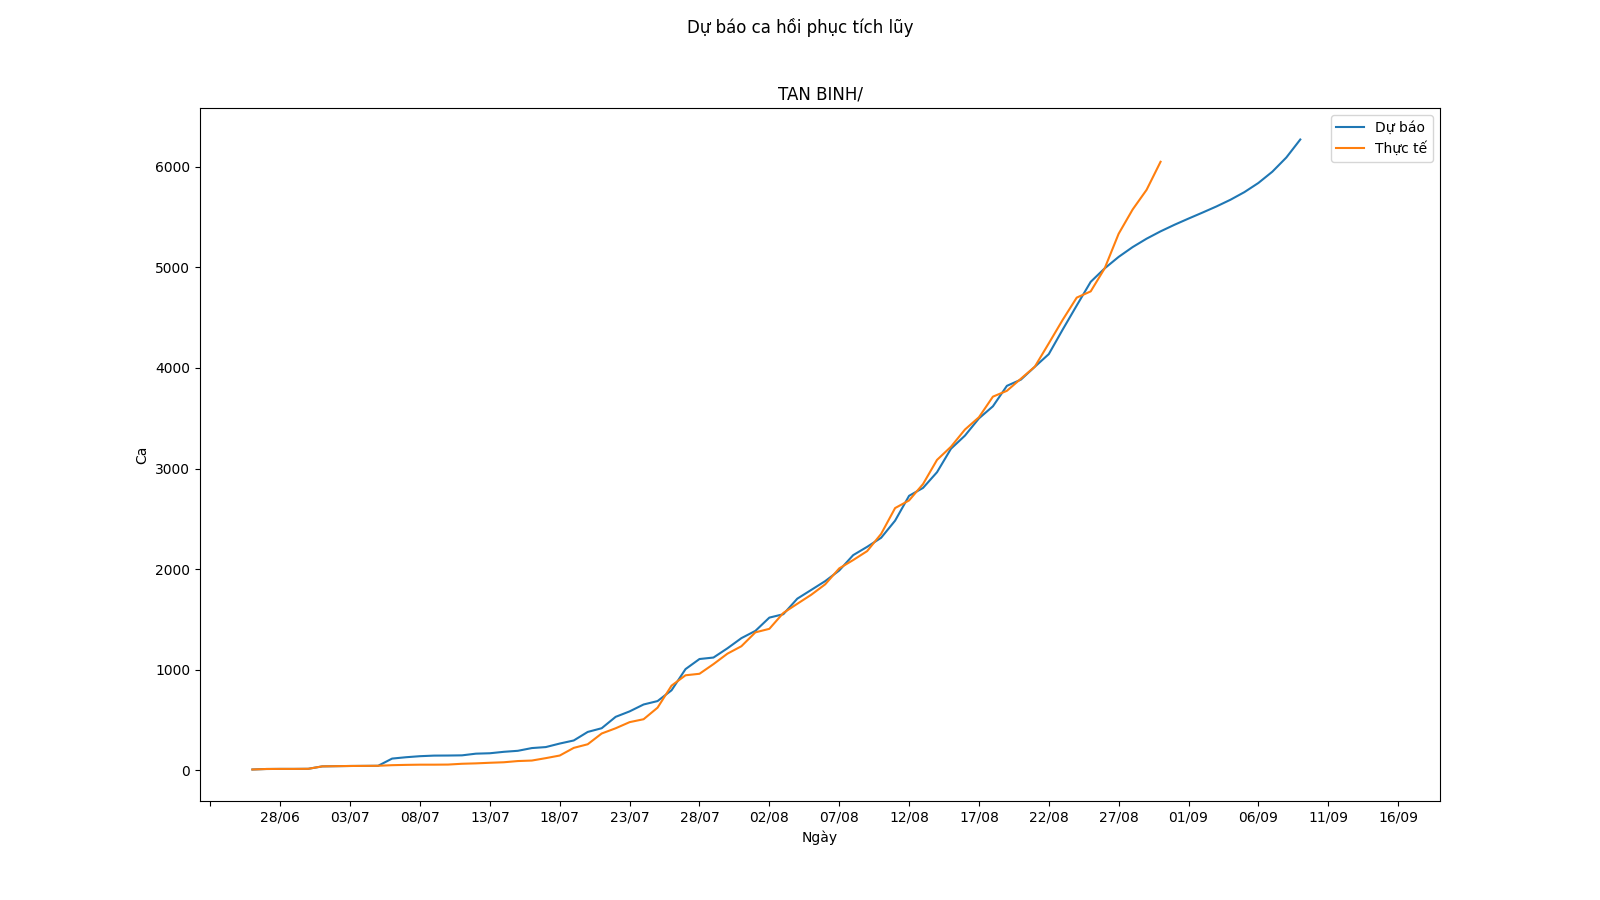 Dự báo ca hồi phục tích lũy
TAN BINH/
Dự báo
Thực tế
6000
5000
4000
3000
2000
1000
0
Ca
28/06 03/07 08/07 13/07 18/07 23/07 28/07 02/08 07/08 12/08 17/08 22/08 27/08 01/09 06/09 11/09 16/09
Ngày